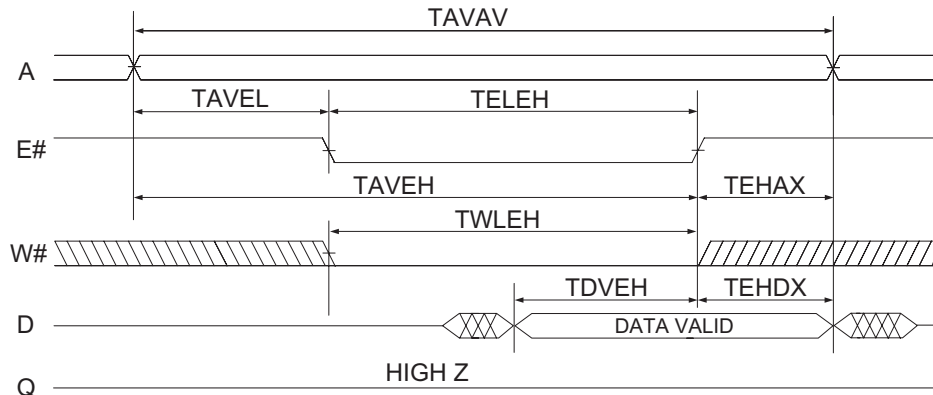 TAVAV
A
TAVEL TELEH
E#
TAVEH TEHAX
W# TWLEH
TDVEH TEHDX
D DATA VALID
HIGH Z
Q